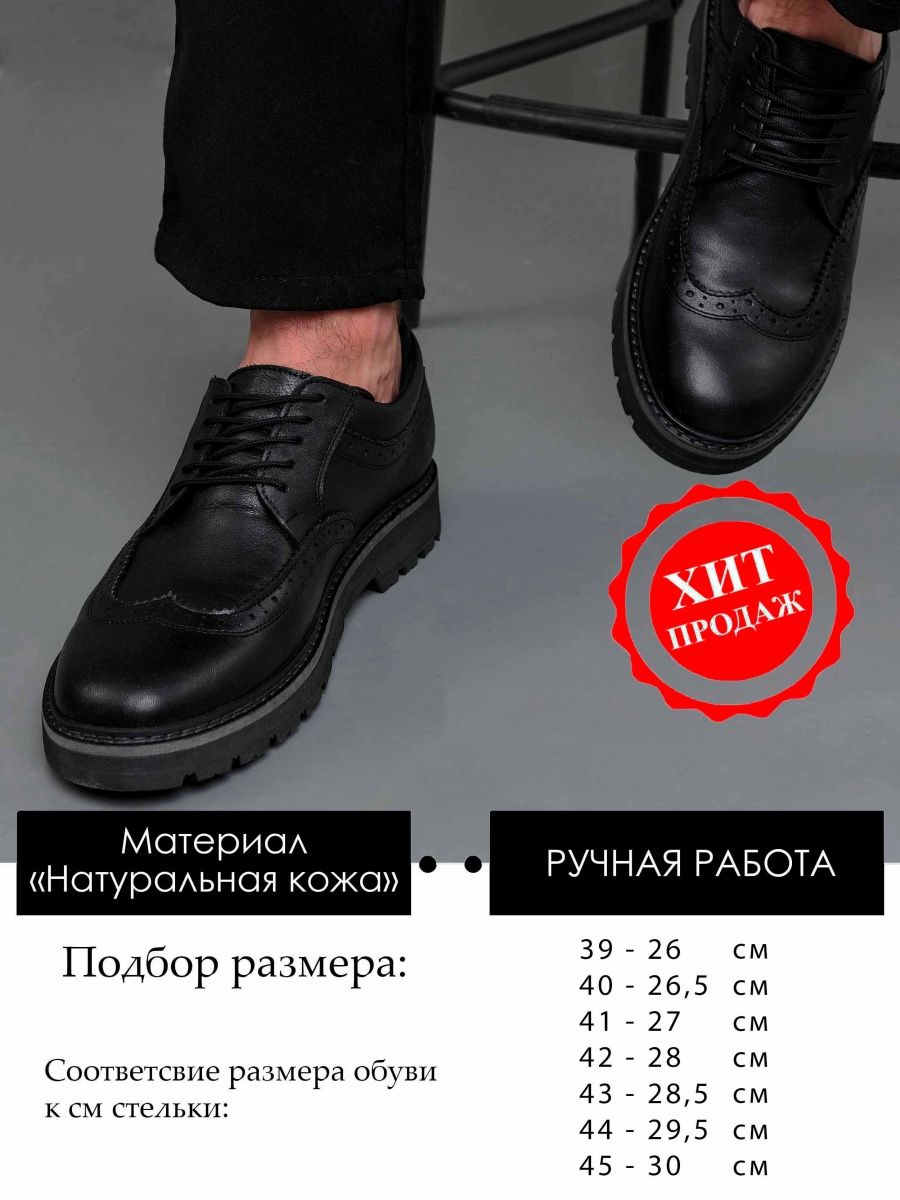 ХИТ
ПРОДАЖ
Материал
«Натуральная кожа»
РУЧНАЯ РАБОТА
Подбор размера:
Соответсвие размера обуви
к см стельки:
39 - 26 см
40 - 26,5 см
41 - 27 см
42 - 28 см
43 - 28,5 см
44 - 29,5 см
45 - 30 см